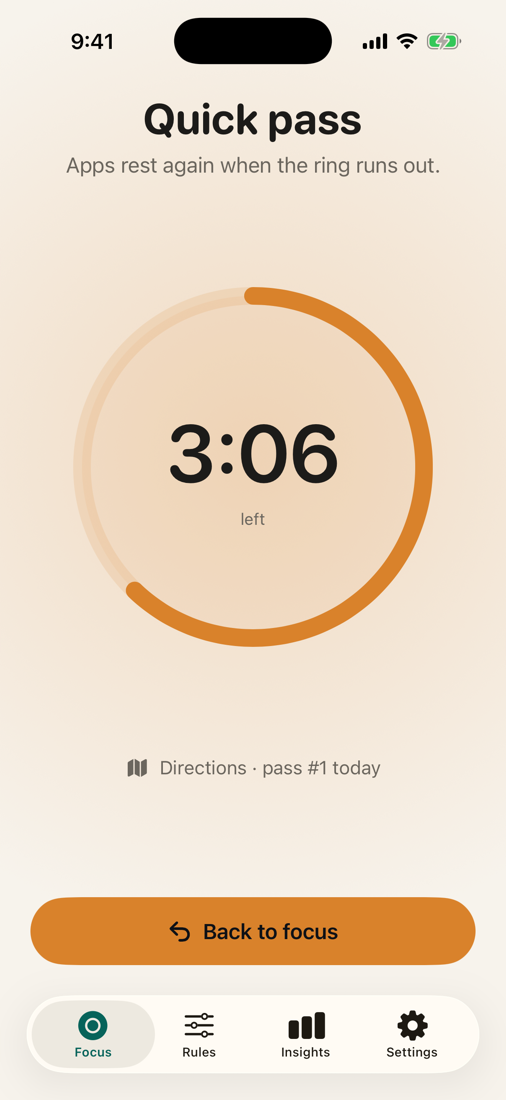 9:41
Quick pass
Apps rest again when the ring runs out.
3:06
left
Directions · pass #1 today
Back to focus
Focus
Rules
Insights
Settings